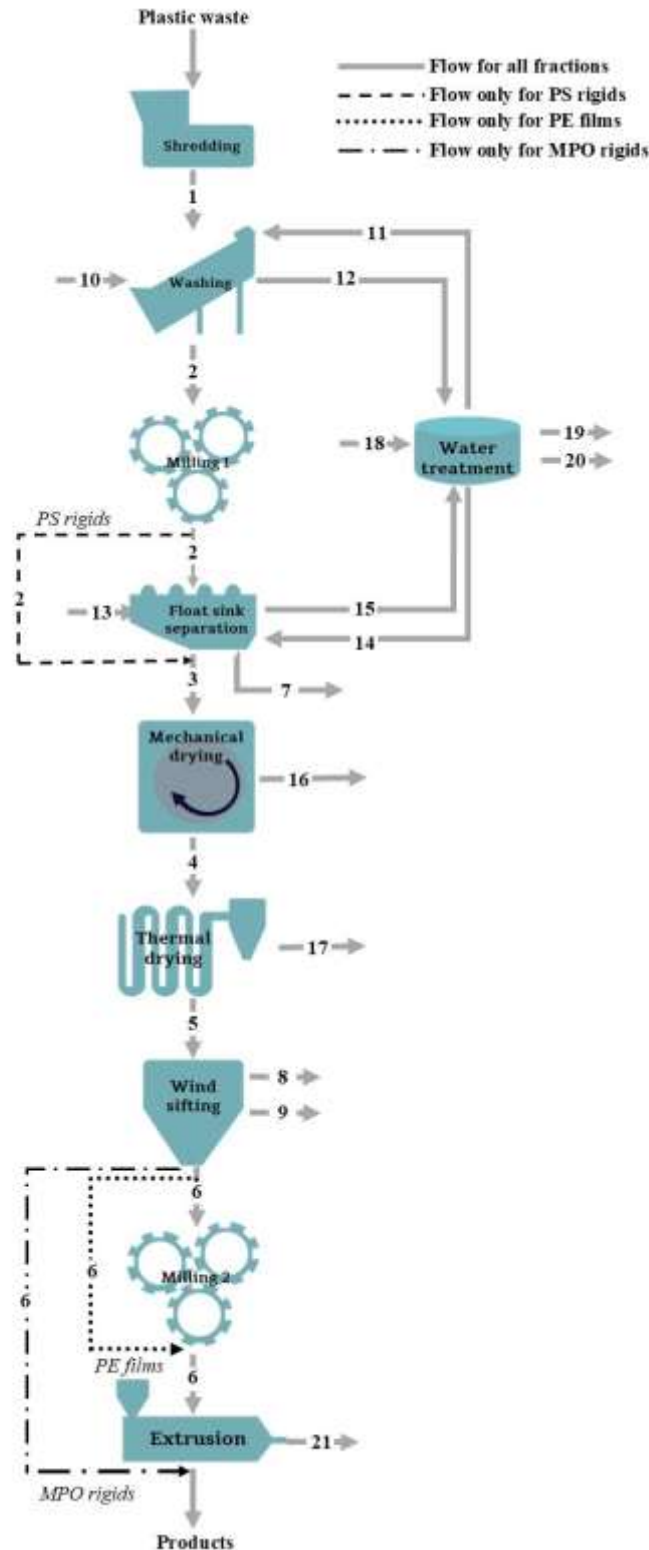 Plastic waste
Flow for all fractions
Flow only for PS rigids
Flow only for PE films
Flow only for MPO rigids
Shredding
1
11
10
Washing
12
2
18
19
Milling 1
Water
treatment
20
PS rigids
2
2
13
Float sink
separation
15
14
3
7
Mechanical
drying
16
4
Thermal
drying
17
5
Wind
sifting
8
9
6
6
6
Milling 2
PE films
6
Extrusion
21
MPO rigids
Products